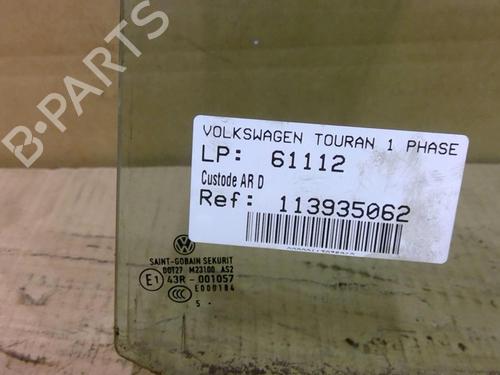 VOLKSWAGEN TOURAN 1 PHASE
LP: 61112
Custode AR D
Ref: 113935062
SAINT-GOBAIN SEKURIT
DOT27 M23100 AS2
E1 43R - 001057
E000184
5
B-PARTS